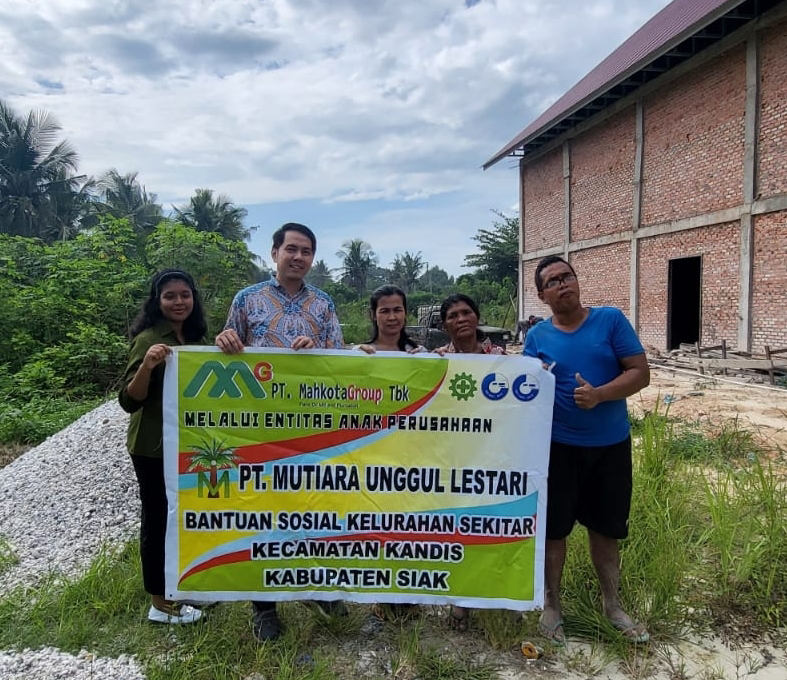 MG
PT. MahkotaGroup Tbk
MELALUI ENTITAS ANAK PERUSAHAAN
M
PT. MUTIARA UNGGUL LESTARI
BANTUAN SOSIAL KELURAHAN SEKITAR
KECAMATAN KANDIS
KABUPATEN SIAK